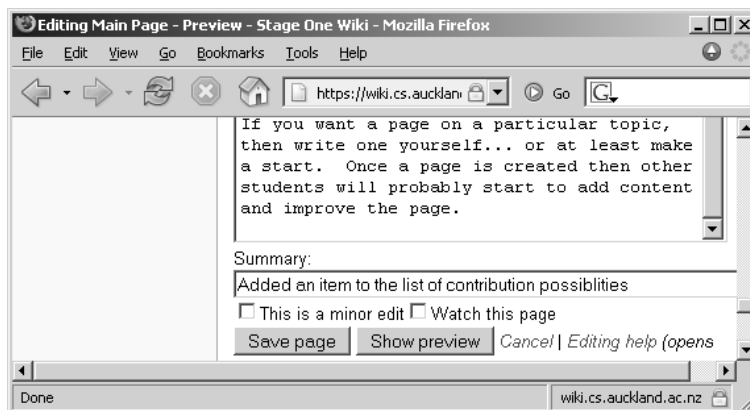 Editing Main Page - Preview - Stage One Wiki - Mozilla Firefox
File Edit View Go Bookmarks Tools Help
https://wiki.cs.aucklan Go G
If you want a page on a particular topic,
then write one yourself... or at least make
a start. Once a page is created then other
students will probably start to add content
and improve the page.
Summary:
Added an item to the list of contribution possiblities
This is a minor edit Watch this page
Save page Show preview Cancel | Editing help (opens
Done wiki.cs.auckland.ac.nz